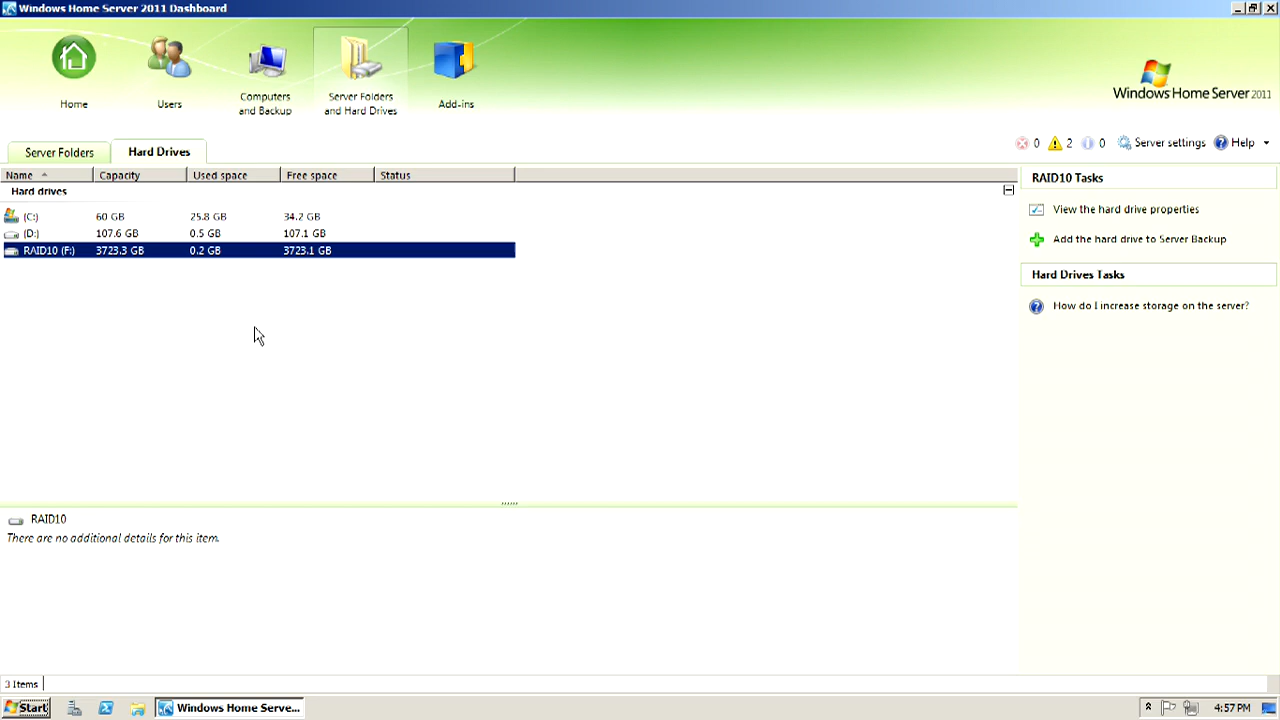 Windows Home Server 2011 Dashboard
Home
Users
Computers
and Backup
Server Folders
and Hard Drives
Add-ins
Windows Home Server 2011
Server Folders
Hard Drives
0
2
0
Server settings
Help
Name
Capacity
Used space
Free space
Status
Hard drives
(C:) 60 GB 25.8 GB 34.2 GB
(D:) 107.6 GB 0.5 GB 107.1 GB
RAID10 (F:) 3723.3 GB 0.2 GB 3723.1 GB
RAID10 Tasks
View the hard drive properties
Add the hard drive to Server Backup
Hard Drives Tasks
How do I increase storage on the server?
RAID10
There are no additional details for this item.
3 Items
Start
Windows Home Serve...
4:57 PM